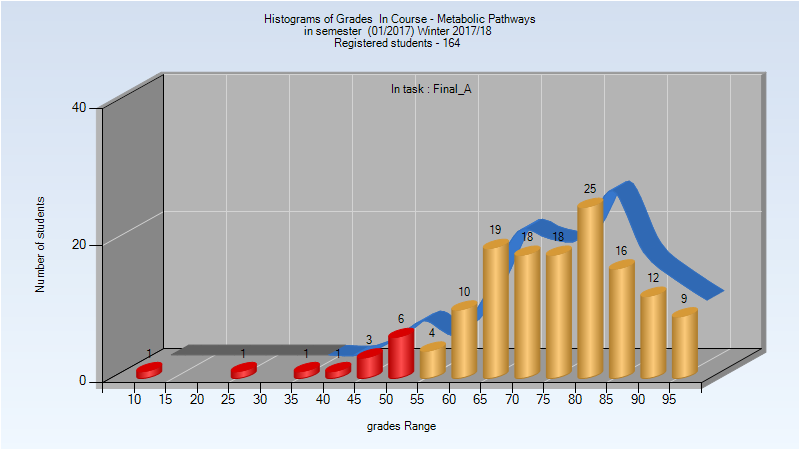 Histograms of Grades  In Course - Metabolic Pathways
in semester  (01/2017) Winter 2017/18
Registered students - 164
In task : Final_A
40
20
0
Number of students
1
1
1
1
3
6
4
10
19
18
18
25
16
12
9
10 15 20 25 30 35 40 45 50 55 60 65 70 75 80 85 90 95
grades Range